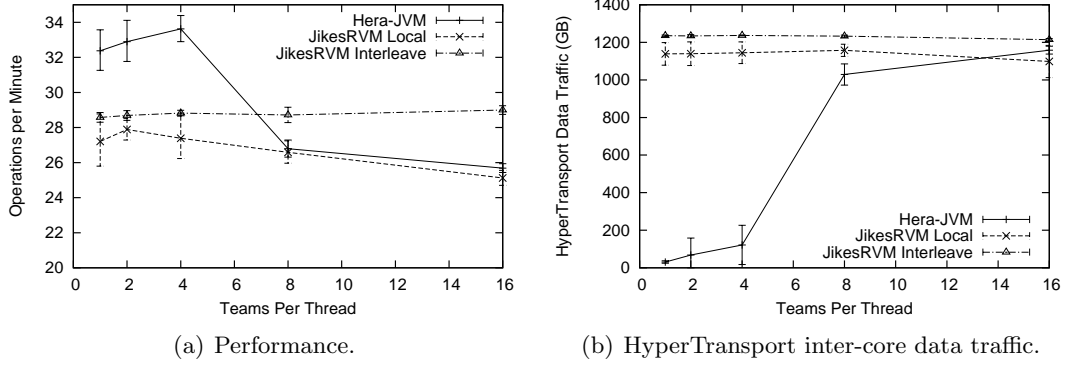 34
32
30
28
26
24
22
20
Operations per Minute
0 2 4 6 8 10 12 14 16
Teams Per Thread
Hera-JVM
JikesRVM Local
JikesRVM Interleave
(a) Performance.
1400
1200
1000
800
600
400
200
0
HyperTransport Data Traffic (GB)
0 2 4 6 8 10 12 14 16
Teams Per Thread
Hera-JVM
JikesRVM Local
JikesRVM Interleave
(b) HyperTransport inter-core data traffic.